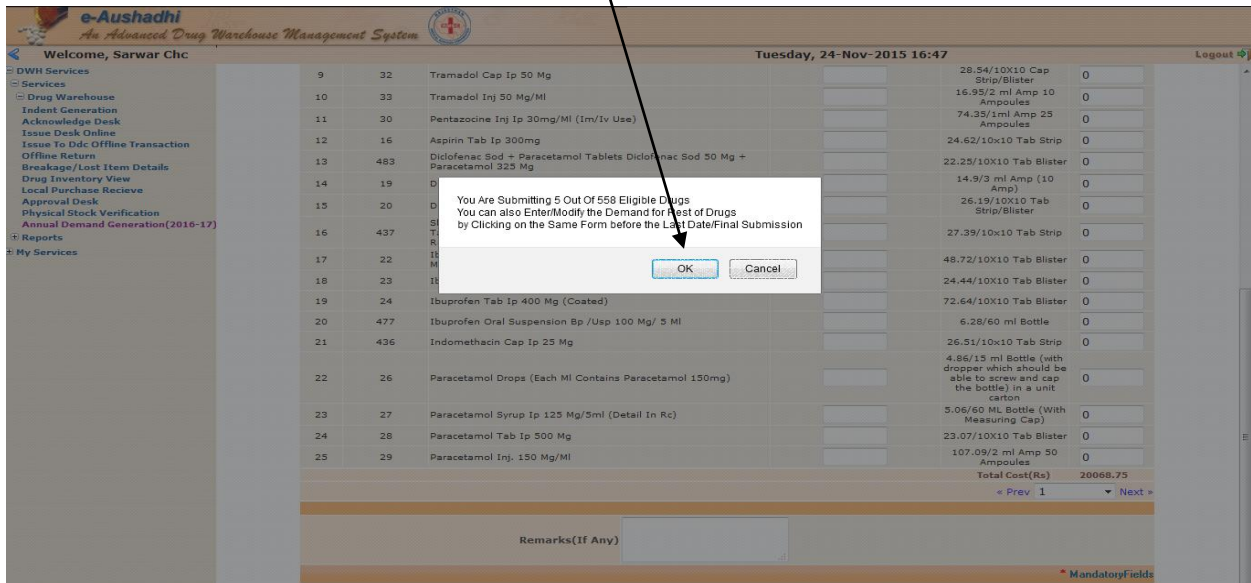 e-Aushadhi
An Advanced Drug Warehouse Management System
Welcome, Sarwar Chc
Tuesday, 24-Nov-2015 16:47
Logout
DWH Services
Services
Drug Warehouse
Indent Generation
Acknowledge Desk
Issue Desk Online
Issue To Ddc Offline Transaction
Offline Return
Breakage/Lost Item Details
Drug Inventory View
Local Purchase Recieve
Approval Desk
Physical Stock Verification
Annual Demand Generation(2016-17)
Reports
My Services
9 32 Tramadol Cap Ip 50 Mg 28.54/10X10 Cap Strip/Blister 0
10 33 Tramadol Inj 50 Mg/Ml 16.95/2 ml Amp 10 Ampoules 0
11 30 Pentazocine Inj Ip 30mg/Ml (Im/Iv Use) 74.35/1ml Amp 25 Ampoules 0
12 16 Aspirin Tab Ip 300mg 24.62/10x10 Tab Strip 0
13 483 Diclofenac Sod + Paracetamol Tablets Diclofenac Sod 50 Mg + Paracetamol 325 Mg 22.25/10x10 Tab Blister 0
14 19 D 14.9/3 ml Amp (10 Amp) 0
15 20 D 26.19/10x10 Tab Strip/Blister 0
16 437 27.39/10x10 Tab Strip 0
17 22 48.72/10X10 Tab Blister 0
18 23 24.44/10X10 Tab Blister 0
You Are Submitting 5 Out Of 558 Eligible Drugs
You can also Enter/Modify the Demand for Rest of Drugs
by Clicking on the Same Form before the Last Date/Final Submission
OK Cancel
19 24 Ibuprofen Tab Ip 400 Mg (Coated) 72.64/10X10 Tab Blister 0
20 477 Ibuprofen Oral Suspension Bp /Usp 100 Mg/ 5 Ml 6.28/60 ml Bottle 0
21 436 Indomethacin Cap Ip 25 Mg 26.51/10x10 Tab Strip 0
22 26 Paracetamol Drops (Each Ml Contains Paracetamol 150mg) 4.86/15 ml Bottle (with dropper which should be able to screw and cap the bottle) in a unit carton 0
23 27 Paracetamol Syrup Ip 125 Mg/5ml (Detail In Rc) 5.06/60 ML Bottle (With Measuring Cap) 0
24 28 Paracetamol Tab Ip 500 Mg 23.07/10X10 Tab Blister 0
25 29 Paracetamol Inj. 150 Mg/Ml 107.09/2 ml Amp 50 Ampoules 0
Total Cost(Rs) 20068.75
« Prev 1 Next »
Remarks(If Any)
* MandatoryFields